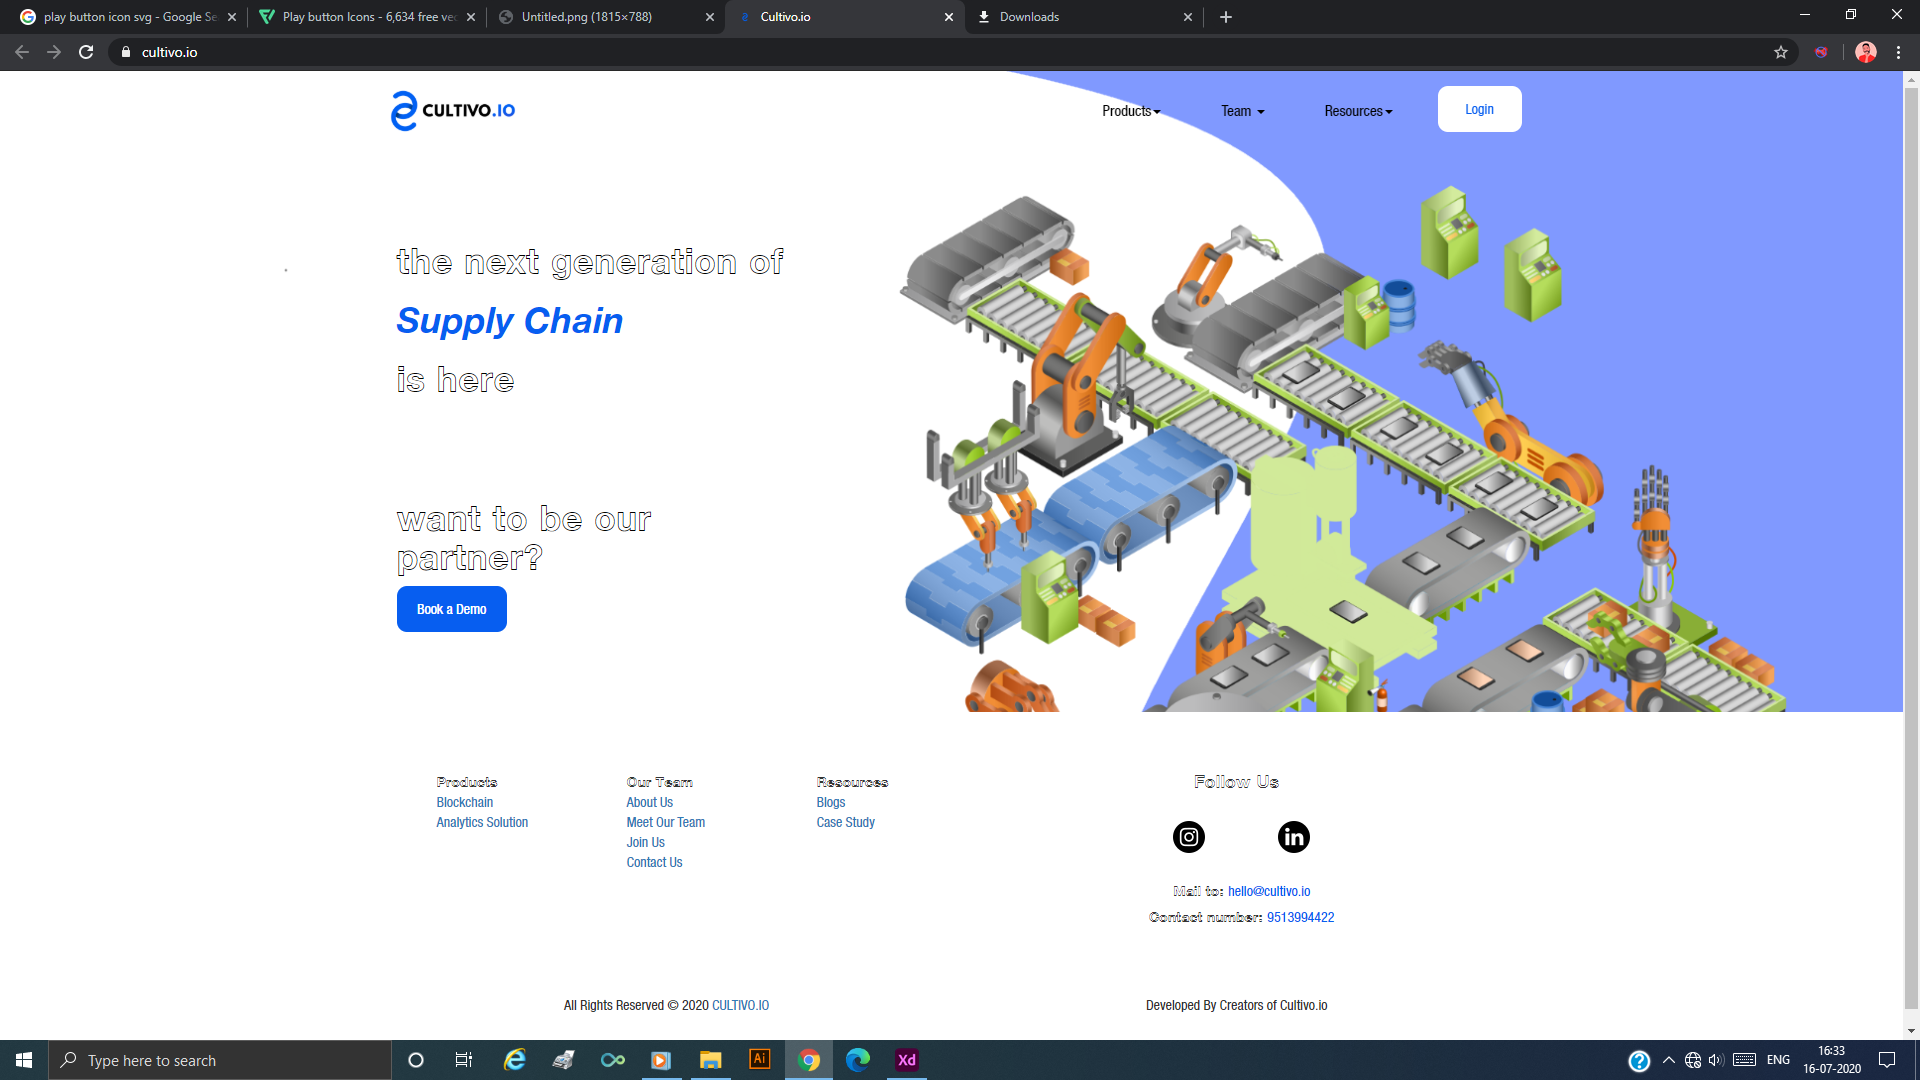 play button icon svg - Google Se
Play button Icons - 6,634 free vec
Untitled.png (1815×788)
Cultivo.io
Downloads
cultivo.io
CULTIVO.IO
Products
Team
Resources
Login
the next generation of
Supply Chain
is here
want to be our
partner?
Book a Demo
Products
Blockchain
Analytics Solution
Our Team
About Us
Meet Our Team
Join Us
Contact Us
Resources
Blogs
Case Study
Follow Us
in
Mail to: hello@cultivo.io
Contact number: 9513994422
All Rights Reserved © 2020 CULTIVO.IO
Developed By Creators of Cultivo.io
Type here to search
Ai
Xd
ENG
16:33
16-07-2020